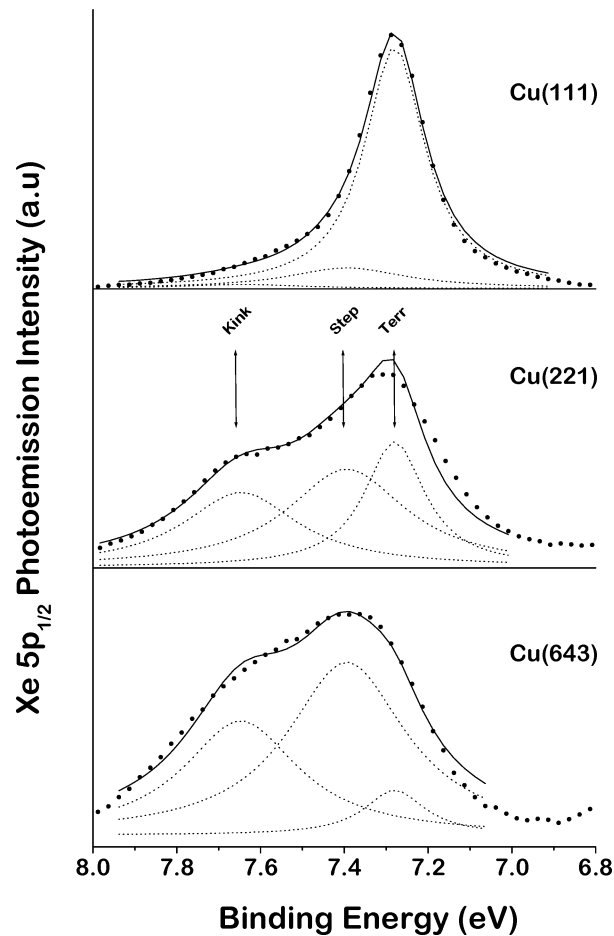 Xe 5p1/2 Photoemission Intensity (a.u)
Cu(111)
Kink
Step
Terr
Cu(221)
Cu(643)
8.0 7.8 7.6 7.4 7.2 7.0 6.8
Binding Energy (eV)